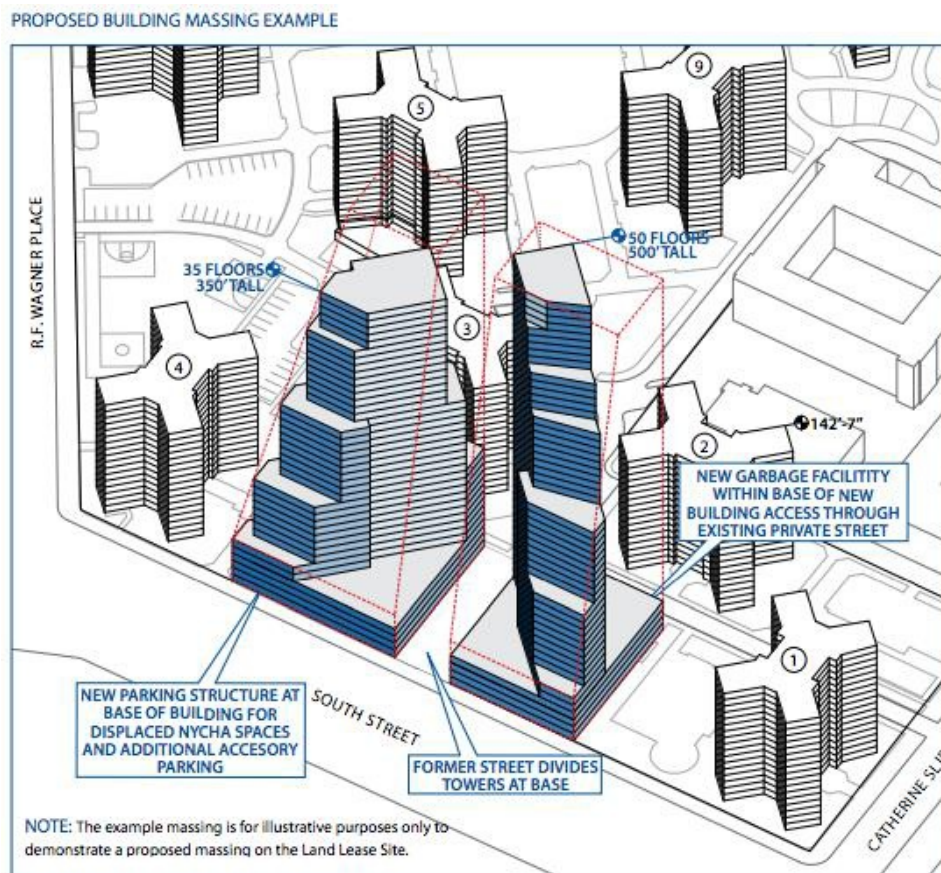 PROPOSED BUILDING MASSING EXAMPLE
5
9
R.F. WAGNER PLACE
50 FLOORS
500' TALL
35 FLOORS
350' TALL
3
4
142'-7"
2
NEW GARBAGE FACILITITY
WITHIN BASE OF NEW
BUILDING ACCESS THROUGH
EXISTING PRIVATE STREET
1
NEW PARKING STRUCTURE AT
BASE OF BUILDING FOR
DISPLACED NYCHA SPACES
AND ADDITIONAL ACCESORY
PARKING
SOUTH STREET
FORMER STREET DIVIDES
TOWERS AT BASE
CATHERINE SLIP
NOTE: The example massing is for illustrative purposes only to
demonstrate a proposed massing on the Land Lease Site.